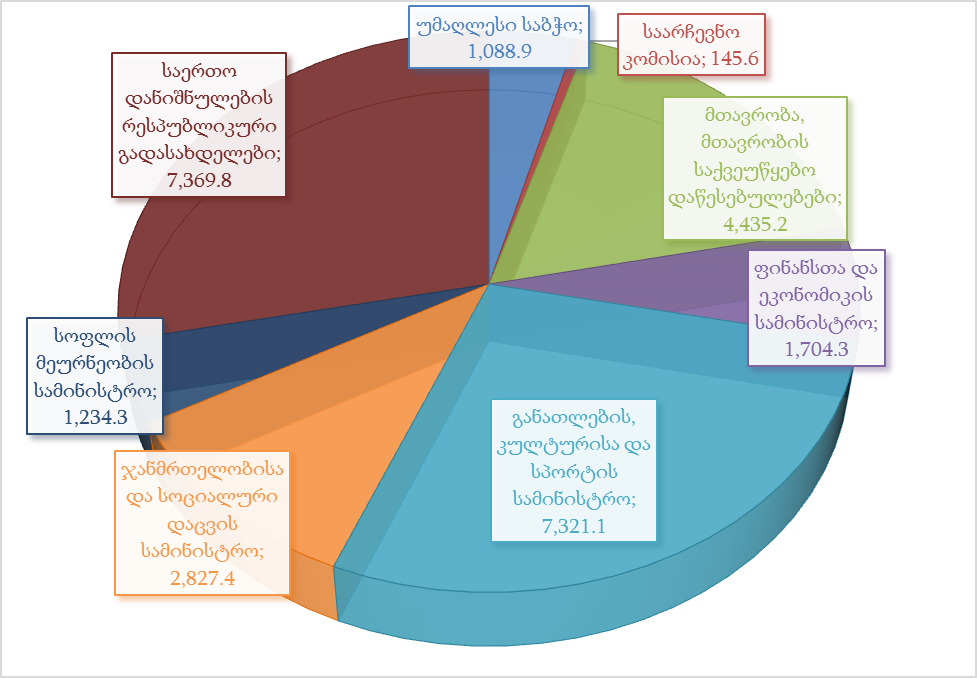 უმაღლესი საბჭო;
1,088.9
საარჩევნო
კომისია; 145.6
მთავრობა,
მთავრობის
საქვეუწყებო
დაწესებულებები;
4,435.2
ფინანსთა და
ეკონომიკის
სამინისტრო;
1,704.3
განათლების,
კულტურისა და
სპორტის
სამინისტრო;
7,321.1
ჯანმრთელობისა
და სოციალური
დაცვის
სამინისტრო;
2,827.4
სოფლის
მეურნეობის
სამინისტრო;
1,234.3
საერთო
დანიშნულების
რესპუბლიკური
გადასახდელები;
7,369.8